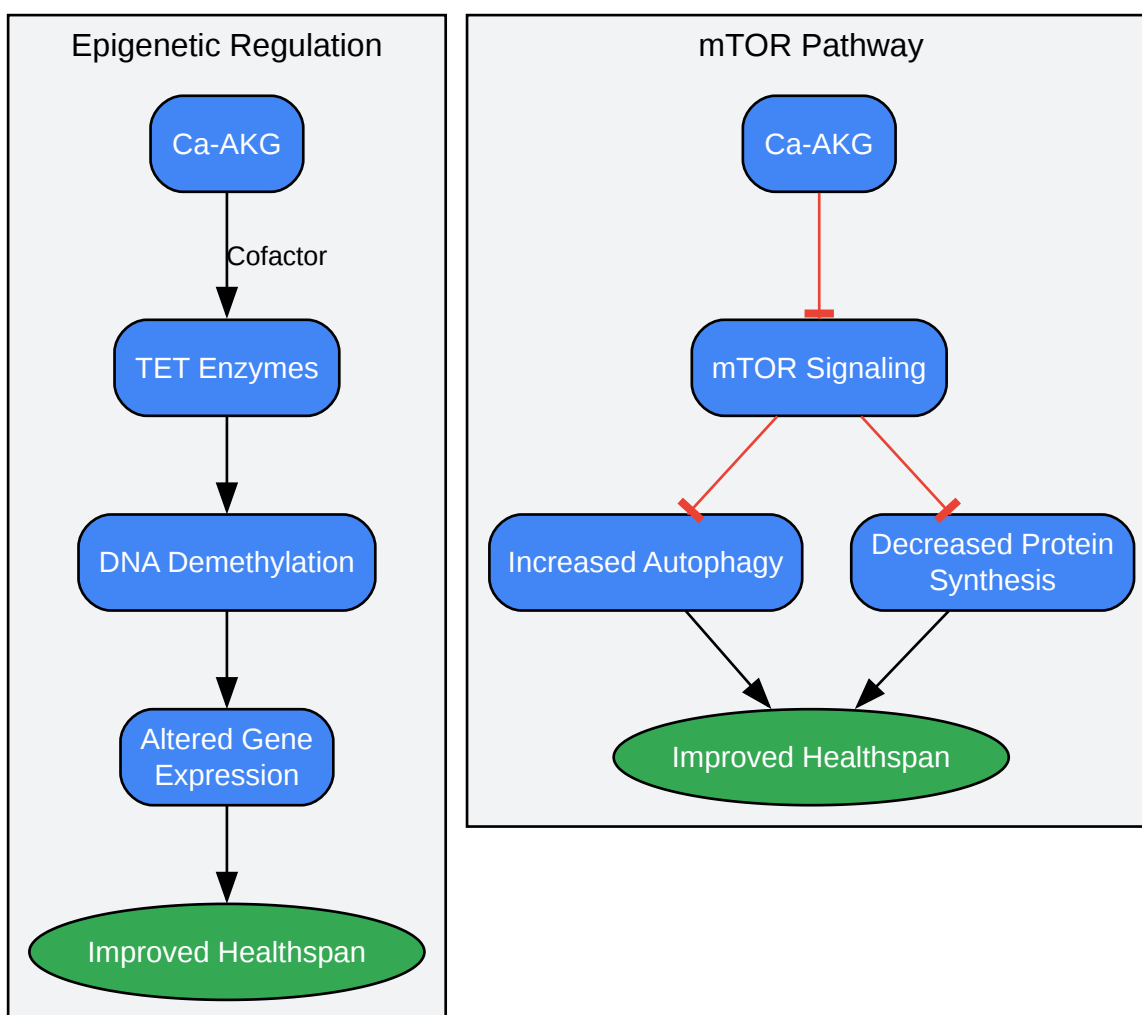 Epigenetic Regulation
Ca-AKG
Cofactor
TET Enzymes
DNA Demethylation
Altered Gene
Expression
Improved Healthspan
mTOR Pathway
Ca-AKG
mTOR Signaling
Increased Autophagy
Decreased Protein
Synthesis
Improved Healthspan